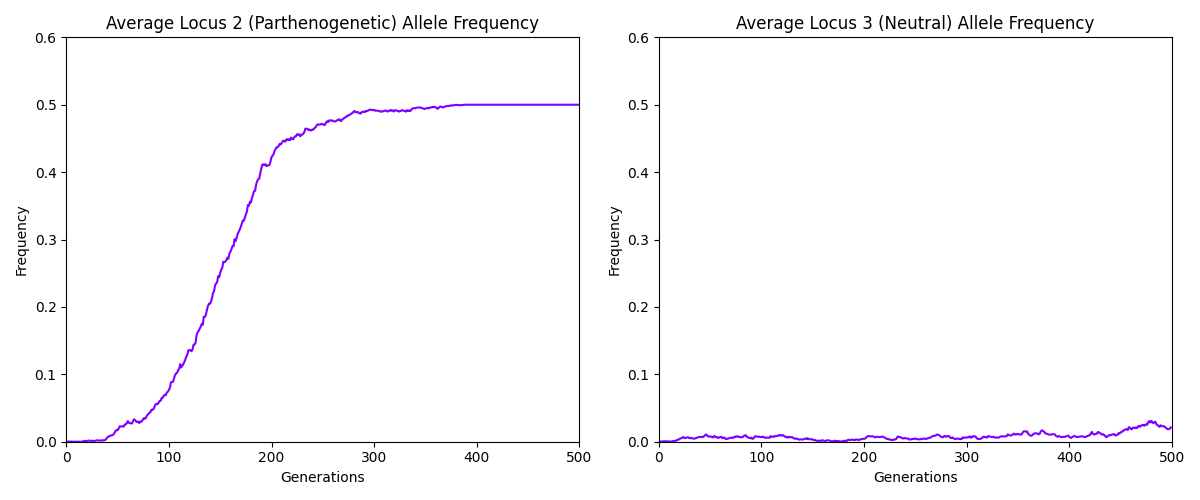 Average Locus 2 (Parthenogenetic) Allele Frequency
0.6
0.5
0.4
0.3
0.2
0.1
0.0
Frequency
0 100 200 300 400 500
Generations
Average Locus 3 (Neutral) Allele Frequency
0.6
0.5
0.4
0.3
0.2
0.1
0.0
Frequency
0 100 200 300 400 500
Generations